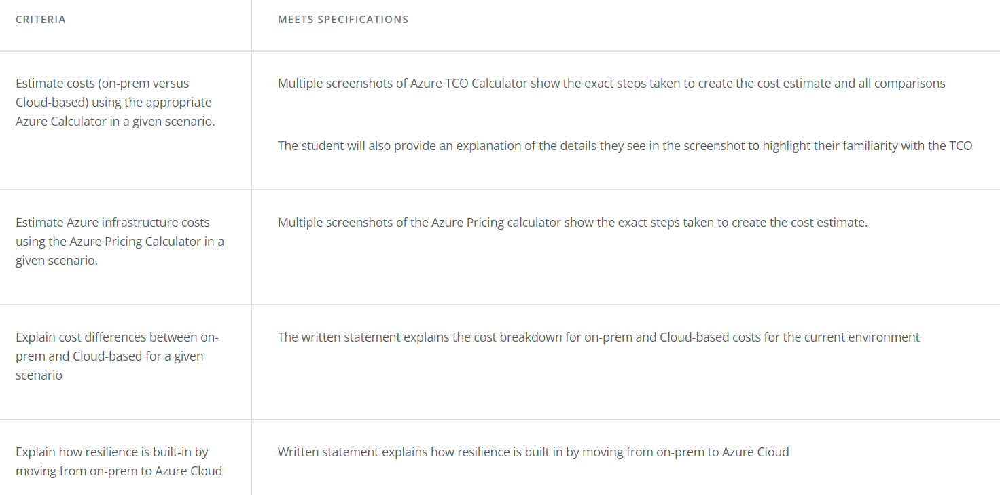 CRITERIA
MEETS SPECIFICATIONS
Estimate costs (on-prem versus
Cloud-based) using the appropriate
Azure Calculator in a given scenario.
Multiple screenshots of Azure TCO Calculator show the exact steps taken to create the cost estimate and all comparisons
The student will also provide an explanation of the details they see in the screenshot to highlight their familiarity with the TCO
Estimate Azure infrastructure costs
using the Azure Pricing Calculator in a
given scenario.
Multiple screenshots of the Azure Pricing calculator show the exact steps taken to create the cost estimate.
Explain cost differences between on-
prem and Cloud-based for a given
scenario
The written statement explains the cost breakdown for on-prem and Cloud-based costs for the current environment
Explain how resilience is built-in by
moving from on-prem to Azure Cloud
Written statement explains how resilience is built in by moving from on-prem to Azure Cloud